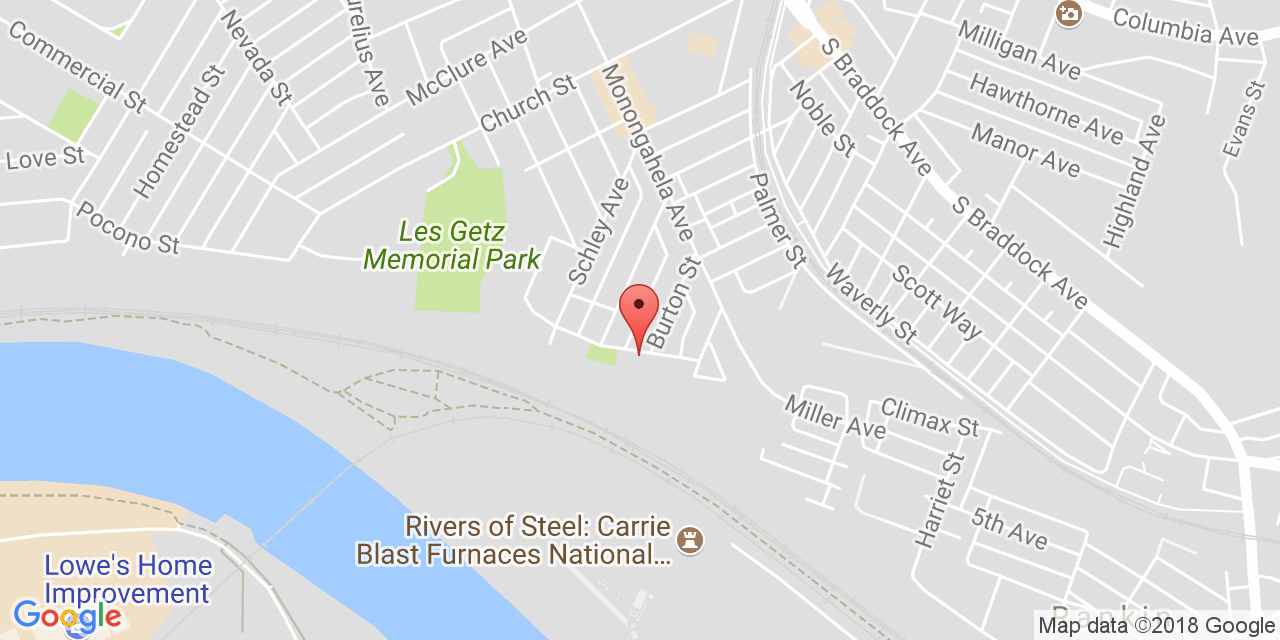 Columbia Ave
Commercial St
Nevada St
McClure Ave
Milligan Ave
S Braddock Ave
Homestead St
Church St
Monongahela Ave
Noble St
Hawthorne Ave
Evans St
Love St
Manor Ave
Highland Ave
Pocono St
Schley Ave
Palmer St
S Braddock Ave
Les Getz
Memorial Park
Burton St
Waverly St
Scott Way
Miller Ave
Climax St
Harriet St
5th Ave
Rivers of Steel: Carrie
Blast Furnaces National...
Lowe's Home
Improvement
Google
Map data ©2018 Google